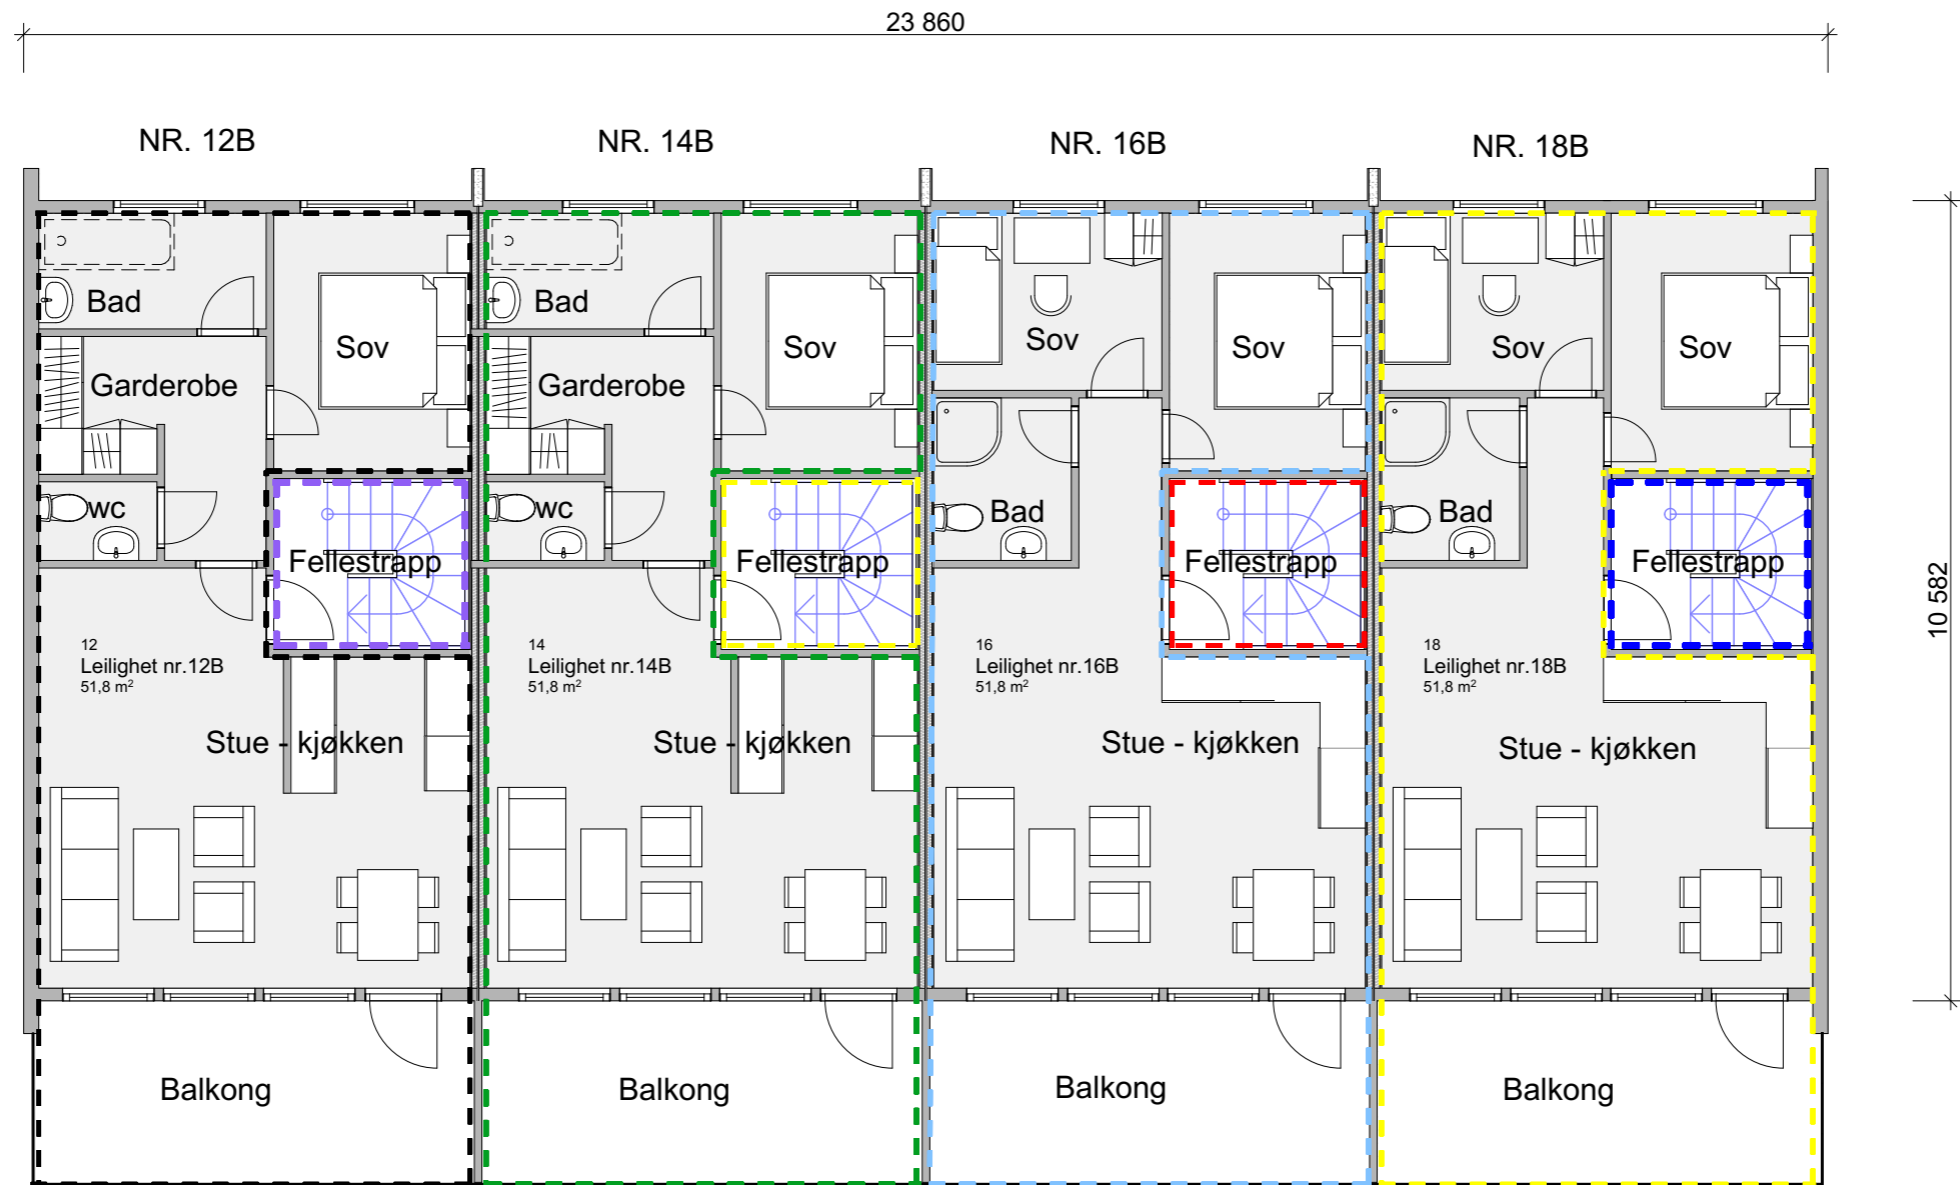 23 860
NR. 12B
NR. 14B
NR. 16B
NR. 18B
Bad
Sov
Bad
Sov
Sov
Sov
Sov
Sov
Garderobe
Garderobe
wc
wc
Bad
Bad
Fellestrapp
Fellestrapp
Fellestrapp
Fellestrapp
10 582
12
Leilighet nr.12B
51,8 m²
14
Leilighet nr.14B
51,8 m²
16
Leilighet nr.16B
51,8 m²
18
Leilighet nr.18B
51,8 m²
Stue - kjøkken
Stue - kjøkken
Stue - kjøkken
Stue - kjøkken
Balkong
Balkong
Balkong
Balkong